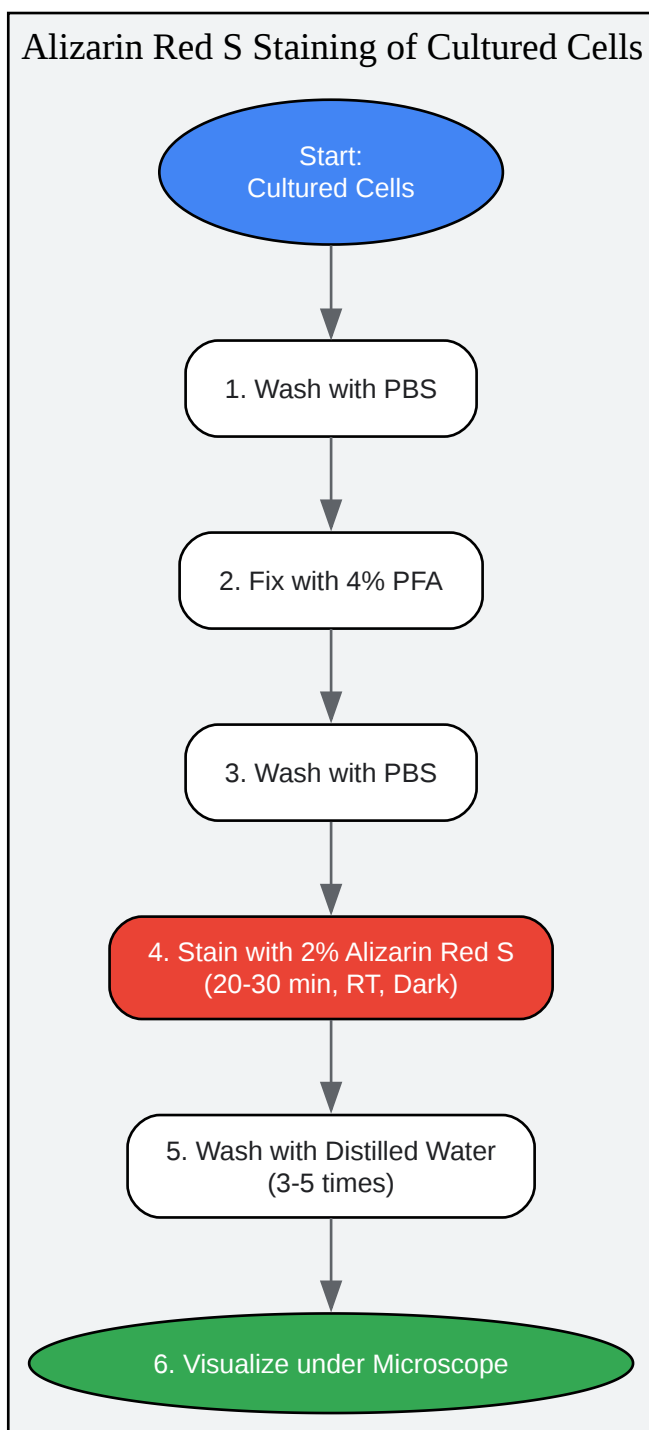 Alizarin Red S Staining of Cultured Cells
Start:
Cultured Cells
1. Wash with PBS
2. Fix with 4% PFA
3. Wash with PBS
4. Stain with 2% Alizarin Red S
(20-30 min, RT, Dark)
5. Wash with Distilled Water
(3-5 times)
6. Visualize under Microscope